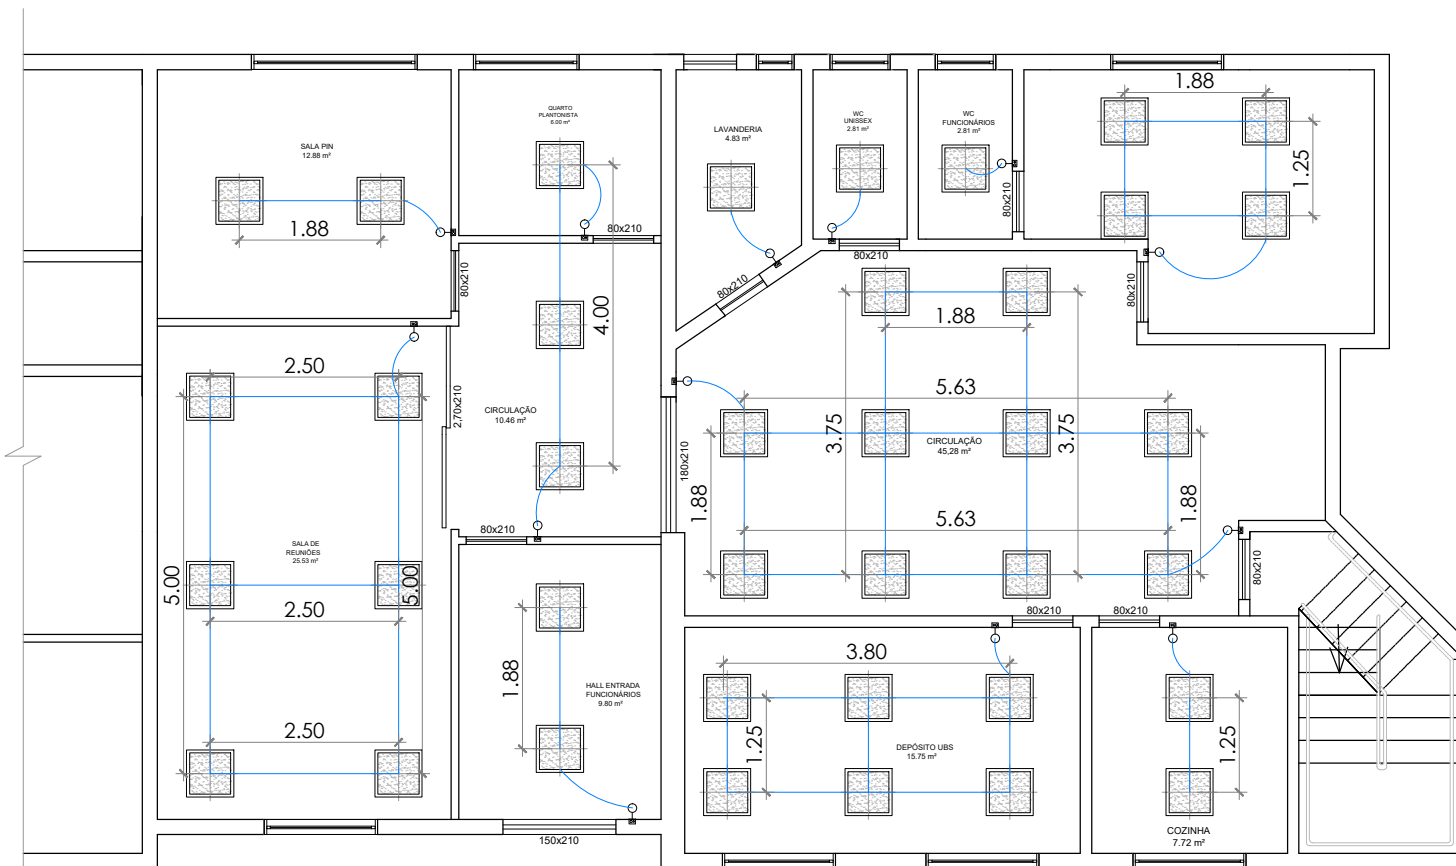 1.88
QUARTO
PLANTONISTA
6.00 m²
WC
UNISSEX
2.81 m²
WC
FUNCIONÁRIOS
2.81 m²
LAVANDERIA
4.83 m²
SALA PIN
12.88 m²
1.25
80x210
1.88
80x210
80x210
80x210
80x210
80x210
4.00
1.88
2.50
5.63
2,70x210
CIRCULAÇÃO
10.46 m²
3.75
CIRCULAÇÃO
45,28 m²
3.75
180x210
1.88
1.88
5.63
80x210
SALA DE
REUNIÕES
25.53 m²
80x210
5.00
5.00
2.50
80x210
80x210
3.80
1.88
HALL ENTRADA
FUNCIONÁRIOS
9.80 m²
2.50
1.25
DEPÓSITO UBS
15.75 m²
1.25
COZINHA
7.72 m²
150x210